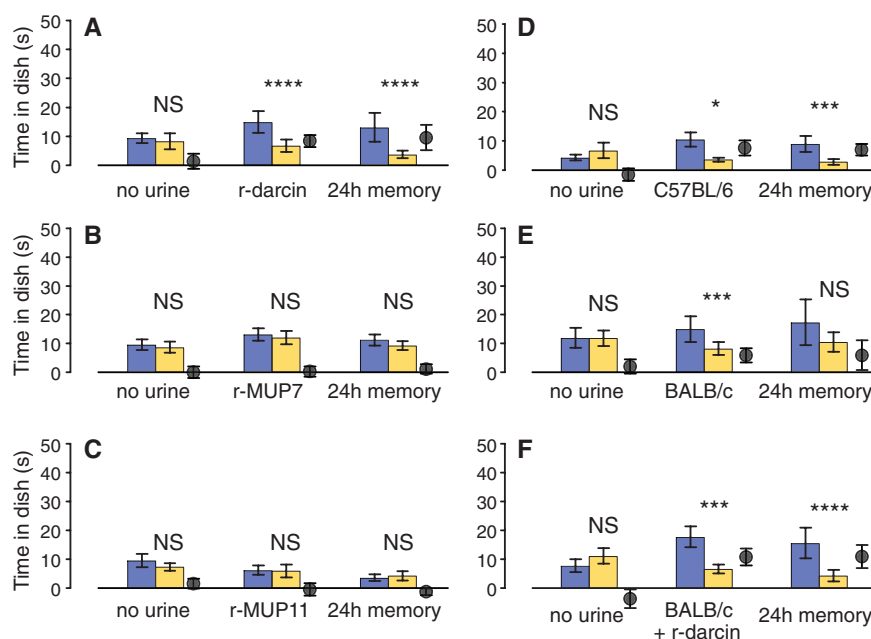 A
Time in dish (s)
50
40
30
20
10
0
NS
****
****
no urine
r-darcin
24h memory
B
Time in dish (s)
50
40
30
20
10
0
NS
NS
NS
no urine
r-MUP7
24h memory
C
Time in dish (s)
50
40
30
20
10
0
NS
NS
NS
no urine
r-MUP11
24h memory
D
50
40
30
20
10
0
NS
*
***
no urine
C57BL/6
24h memory
E
50
40
30
20
10
0
NS
***
NS
no urine
BALB/c
24h memory
F
50
40
30
20
10
0
NS
***
****
no urine
BALB/c
+ r-darcin
24h memory